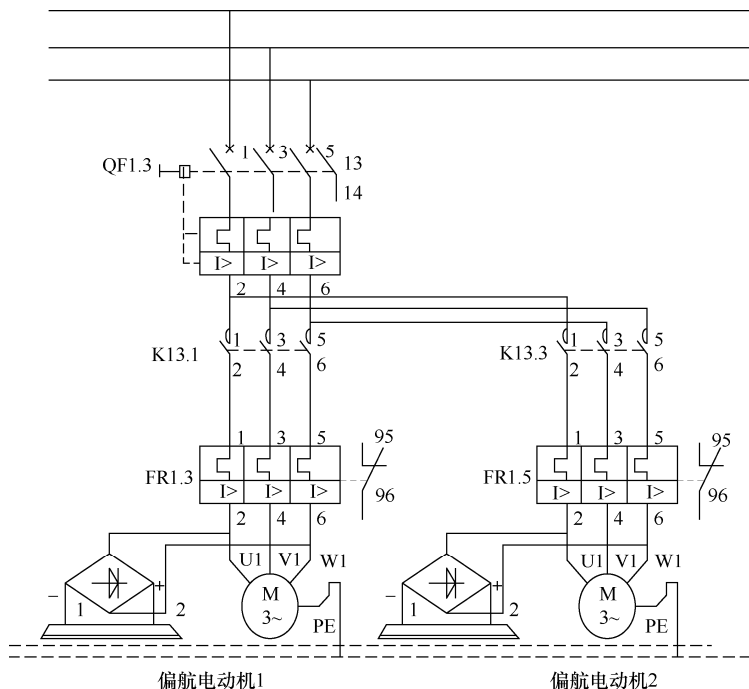 QF1.3 1 3 5 13
14
I> I> I>
2 4 6
K13.1 1 3 5 K13.3 1 3 5
2 4 6 2 4 6
1 3 5 95 1 3 5 95
FR1.3 I> I> I> 96 FR1.5 I> I> I> 96
2 4 6 2 4 6
U1 V1 W1 U1 V1 W1
− 1 + 2 M 3~ PE − 1 + 2 M 3~ PE
偏航电动机1 偏航电动机2